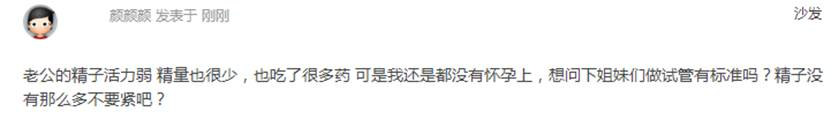 颜颜颜 发表于 刚刚 沙发
老公的精子活力弱 精量也很少，也吃了很多药 可是我还是都没有怀孕上，想问下姐妹们做试管有标准吗？精子没
有那么多不要紧吧？